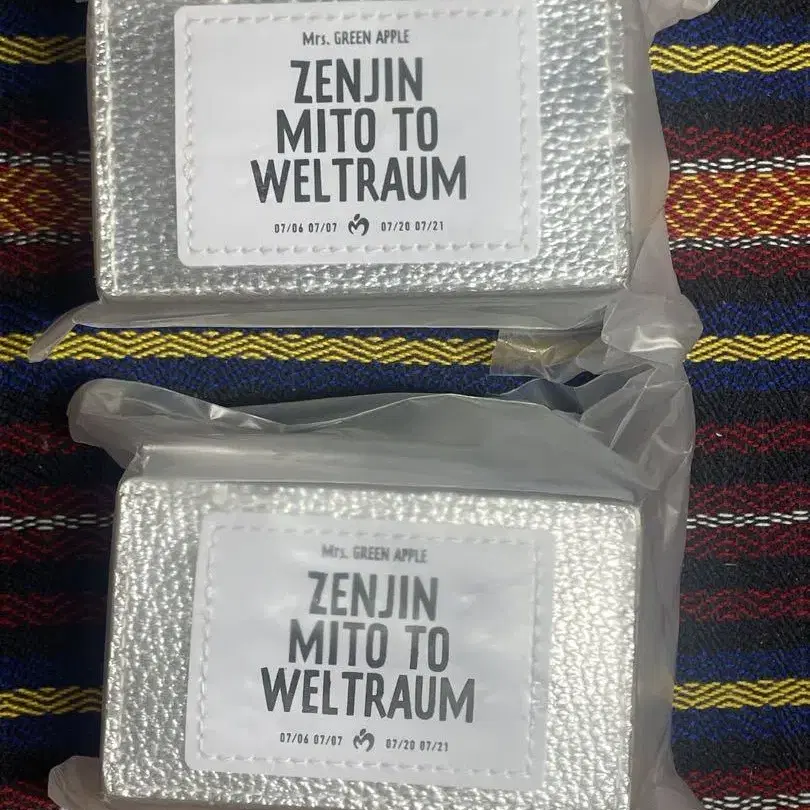 Mrs. GREEN APPLE
ZENJIN
MITO TO
WELTRAUM
07/06 07/07 07/20 07/21
Mrs. GREEN APPLE
ZENJIN
MITO TO
WELTRAUM
07/06 07/07 07/20 07/21